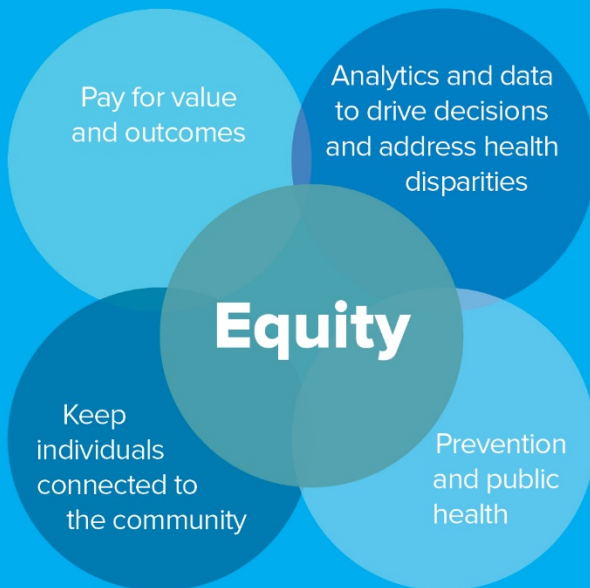 Pay for value
and outcomes
Analytics and data
to drive decisions
and address health
disparities
Equity
Keep
individuals
connected to
the community
Prevention
and public
health